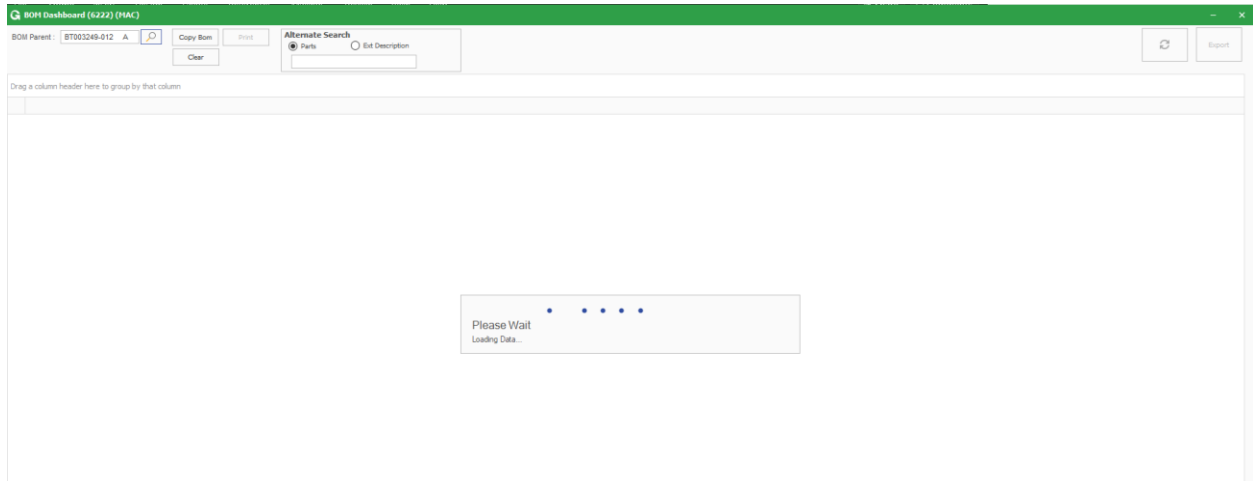 BOM Dashboard (6222) (MAC)
BOM Parent : BT003249-012 A Copy Bom Print
Clear
Alternate Search
Parts Ext Description
Export
Drag a column header here to group by that column
Please Wait
Loading Data...